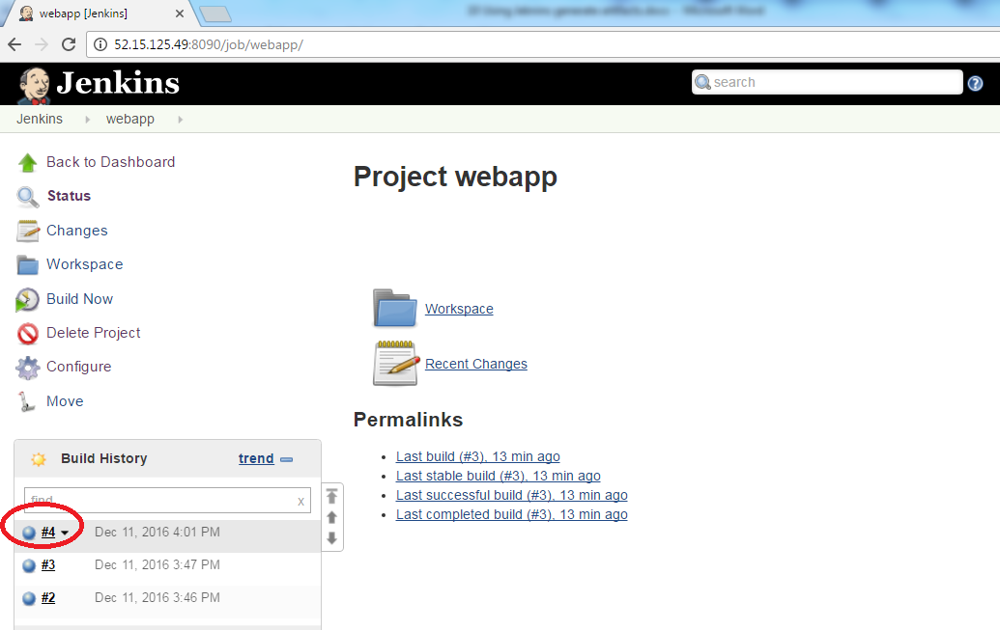 webapp [Jenkins]
52.15.125.49:8090/job/webapp/
Jenkins
search
Jenkins
webapp
Back to Dashboard
Status
Changes
Workspace
Build Now
Delete Project
Configure
Move
Project webapp
Workspace
Recent Changes
Permalinks
Last build (#3), 13 min ago
Last stable build (#3), 13 min ago
Last successful build (#3), 13 min ago
Last completed build (#3), 13 min ago
Build History trend
find x
#4 Dec 11, 2016 4:01 PM
#3 Dec 11, 2016 3:47 PM
#2 Dec 11, 2016 3:46 PM